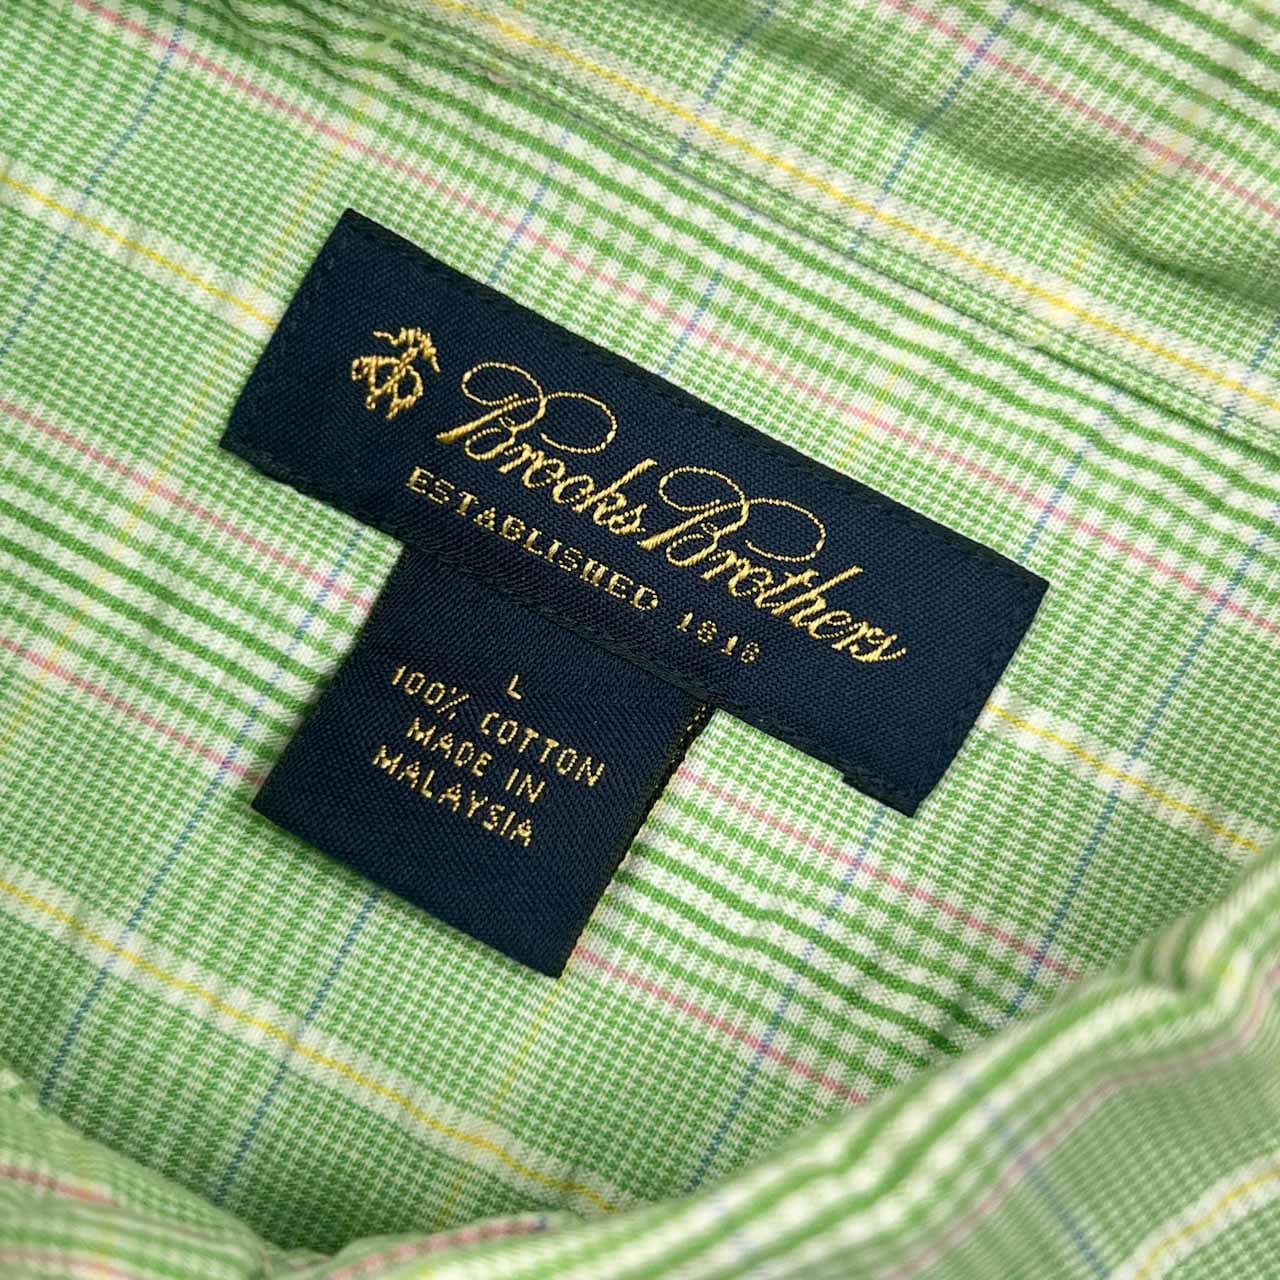 Brooks Brothers
ESTABLISHED 1818
L
100% COTTON
MADE IN
MALAYSIA